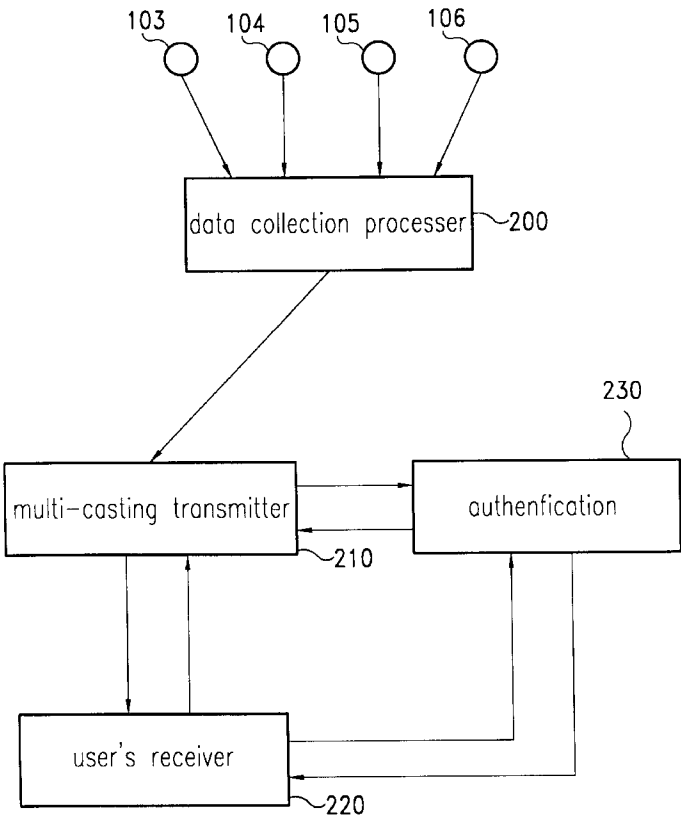 103
104
105
106
data collection processer
200
230
multi-casting transmitter
authenfication
210
user's receiver
220